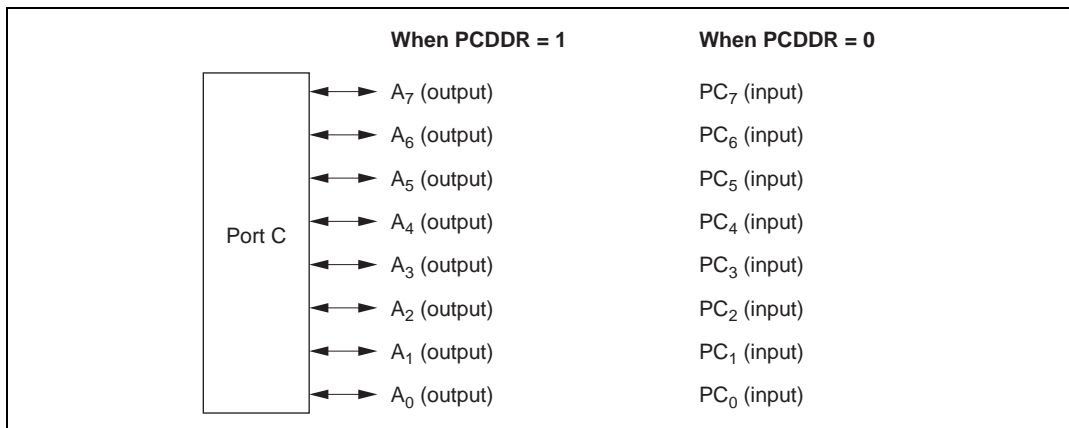 When PCDDR = 1 When PCDDR = 0
A7 (output) PC7 (input)
A6 (output) PC6 (input)
A5 (output) PC5 (input)
Port C A4 (output) PC4 (input)
A3 (output) PC3 (input)
A2 (output) PC2 (input)
A1 (output) PC1 (input)
A0 (output) PC0 (input)